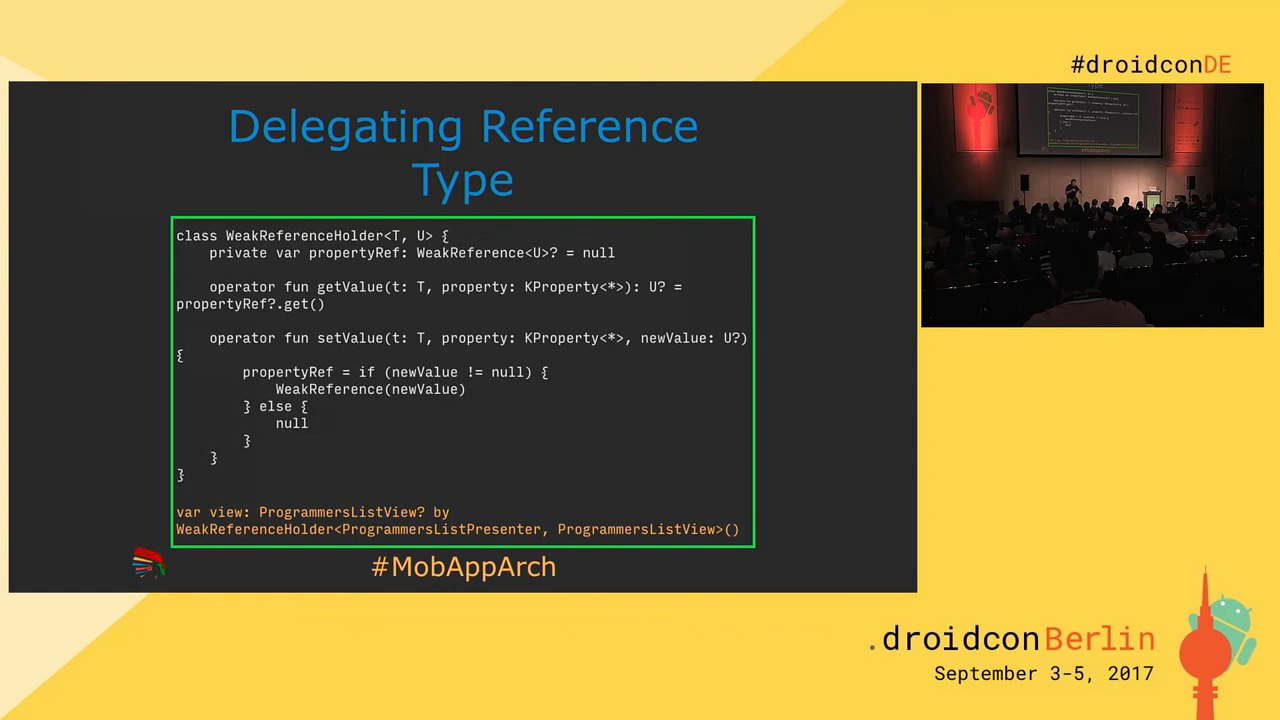 #droidconDE
Delegating Reference
Type
class WeakReferenceHolder<T, U> {
private var propertyRef: WeakReference<U>? = null
operator fun getValue(t: T, property: KProperty<*>): U? =
propertyRef?.get()
operator fun setValue(t: T, property: KProperty<*>, newValue: U?)
{
propertyRef = if (newValue != null) {
WeakReference(newValue)
} else {
null
}
}
}
var view: ProgrammersListView? by
WeakReferenceHolder<ProgrammersListPresenter, ProgrammersListView>()
#MobAppArch
.droidconBerlin
September 3-5, 2017